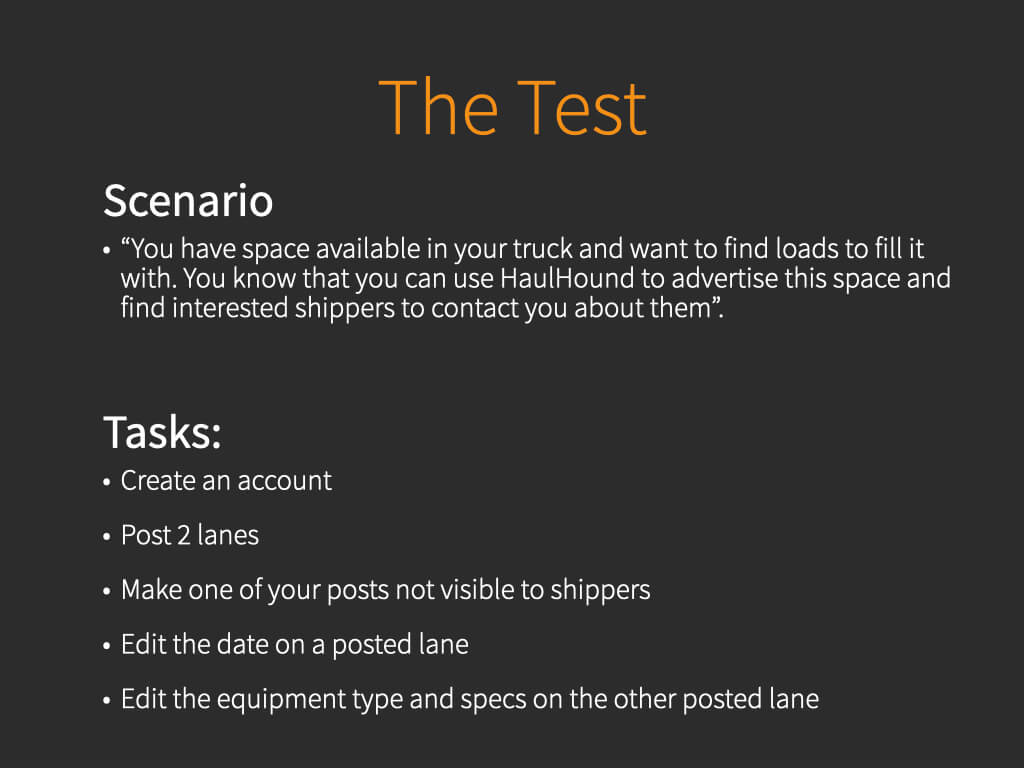 The Test
Scenario
• “You have space available in your truck and want to find loads to fill it
with. You know that you can use HaulHound to advertise this space and
find interested shippers to contact you about them”.
Tasks:
• Create an account
• Post 2 lanes
• Make one of your posts not visible to shippers
• Edit the date on a posted lane
• Edit the equipment type and specs on the other posted lane